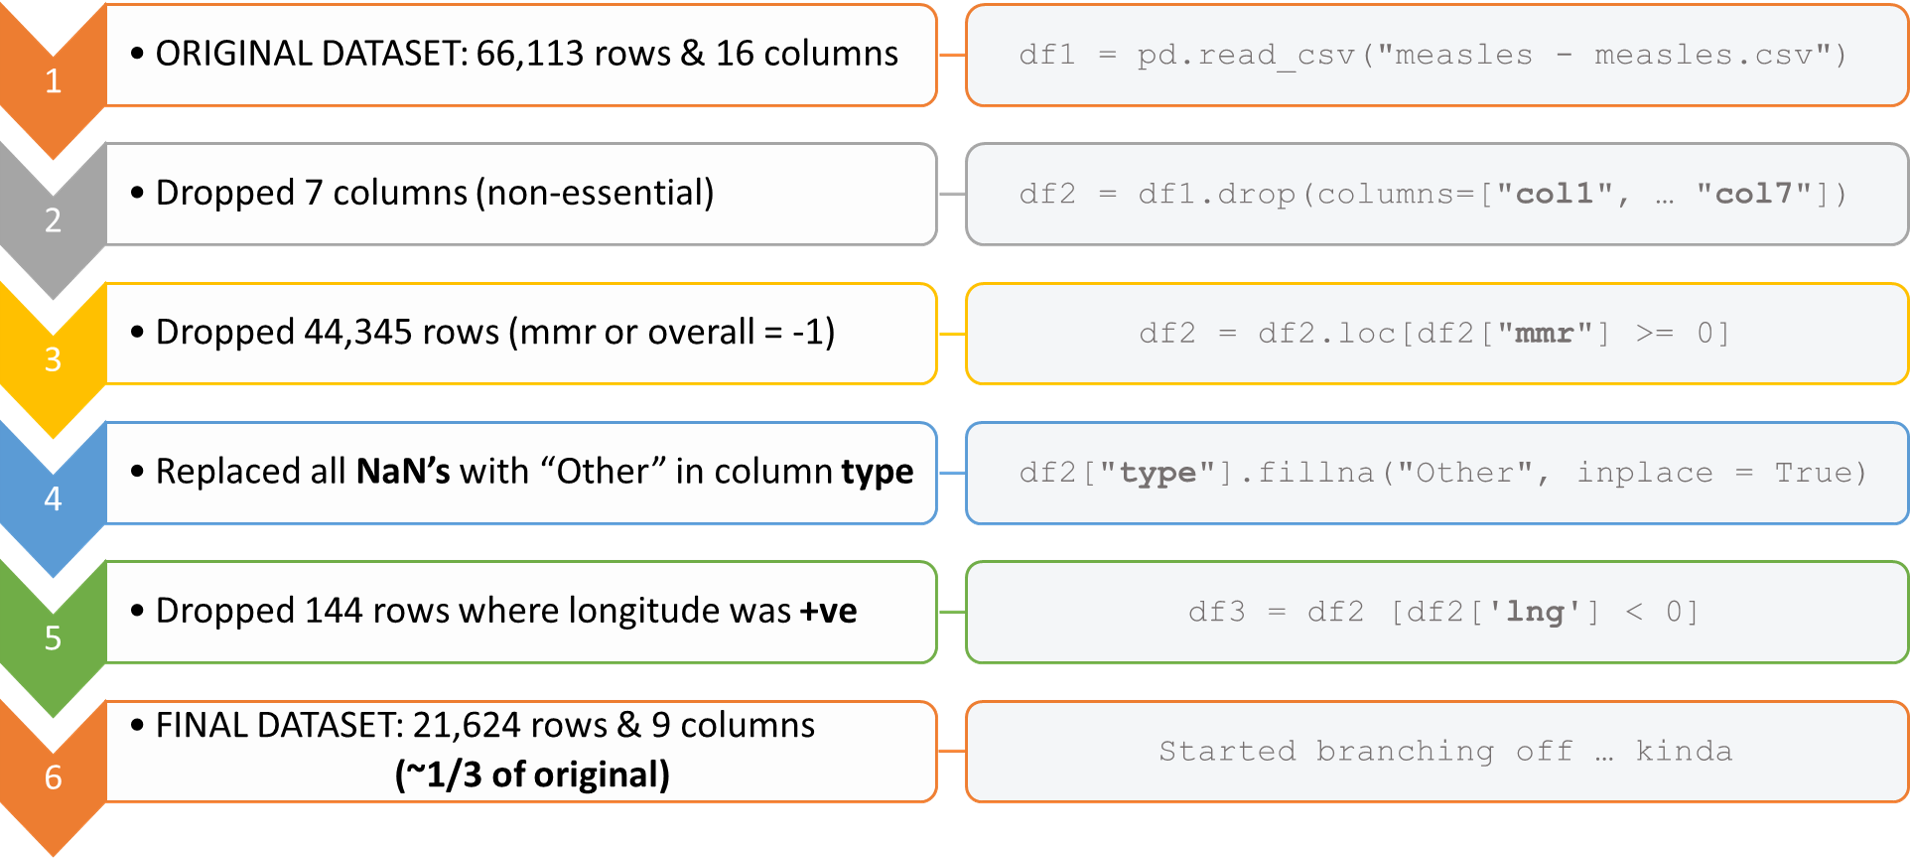 1
• ORIGINAL DATASET: 66,113 rows & 16 columns
df1 = pd.read_csv("measles - measles.csv")
2
• Dropped 7 columns (non-essential)
df2 = df1.drop(columns=["col1", … "col7"])
3
• Dropped 44,345 rows (mmr or overall = -1)
df2 = df2.loc[df2["mmr"] >= 0]
4
• Replaced all NaN’s with “Other” in column type
df2["type"].fillna("Other", inplace = True)
5
• Dropped 144 rows where longitude was +ve
df3 = df2 [df2['lng'] < 0]
6
• FINAL DATASET: 21,624 rows & 9 columns
(~1/3 of original)
Started branching off … kinda